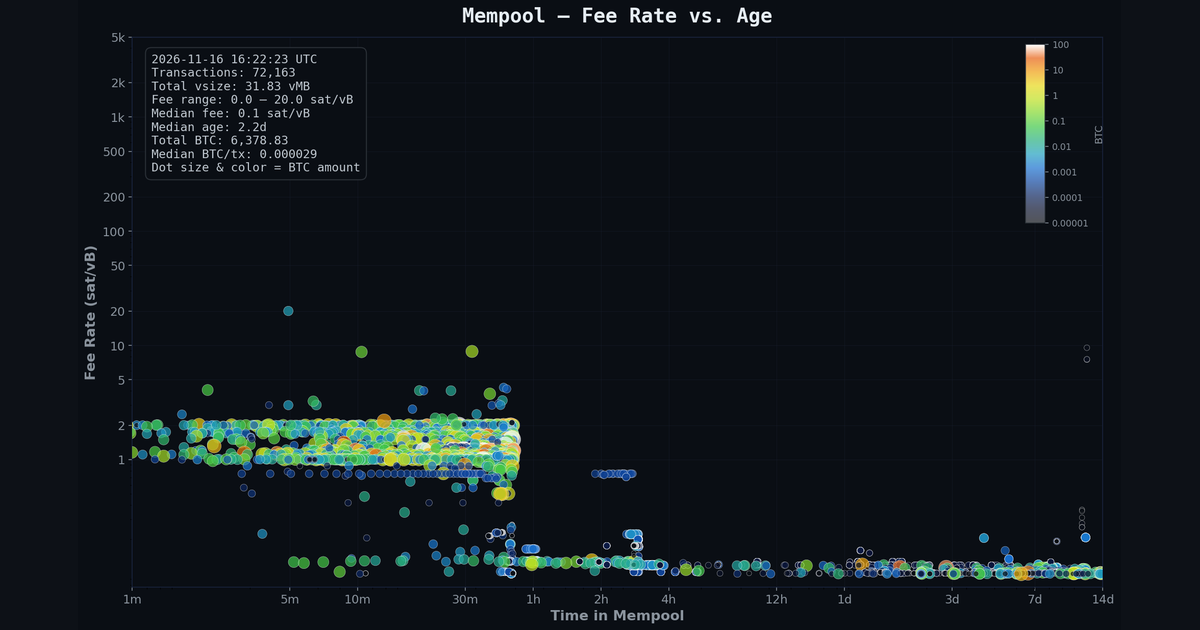 Mempool — Fee Rate vs. Age
2026-11-16 16:22:23 UTC
Transactions: 72,163
Total vsize: 31.83 vMB
Fee range: 0.0 – 20.0 sat/vB
Median fee: 0.1 sat/vB
Median age: 2.2d
Total BTC: 6,378.83
Median BTC/tx: 0.000029
Dot size & color = BTC amount
100
10
1
0.1
0.01
0.001
0.0001
0.00001
BTC
Fee Rate (sat/vB)
5k
2k
1k
500
200
100
50
20
10
5
2
1
1m
5m
10m
30m
1h
2h
4h
12h
1d
3d
7d
14d
Time in Mempool